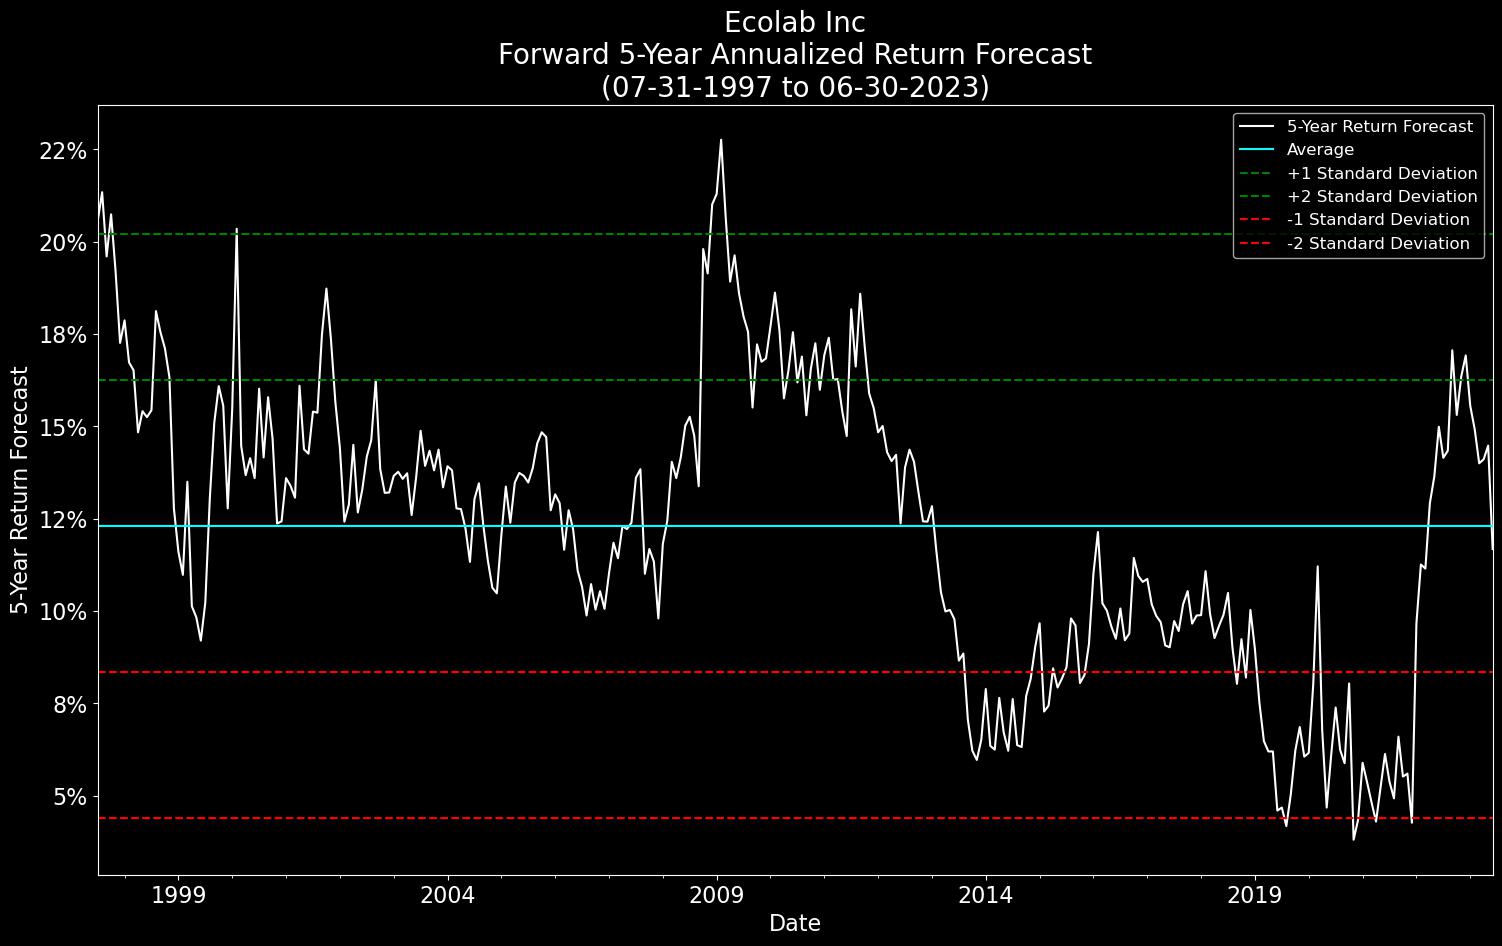 Ecolab Inc
Forward 5-Year Annualized Return Forecast
(07-31-1997 to 06-30-2023)
5-Year Return Forecast
Average
+1 Standard Deviation
+2 Standard Deviation
-1 Standard Deviation
-2 Standard Deviation
22%
20%
18%
15%
12%
10%
8%
5%
5-Year Return Forecast
1999 2004 2009 2014 2019
Date